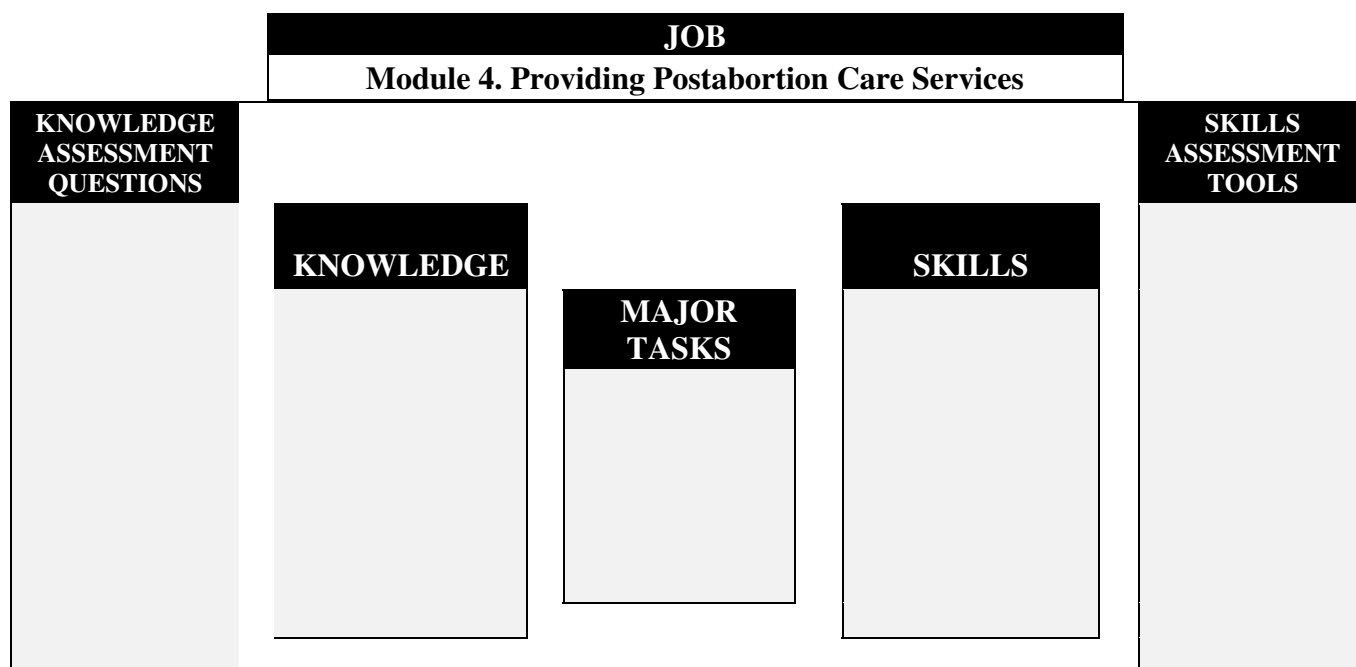 JOB
Module 4. Providing Postabortion Care Services
KNOWLEDGE
ASSESSMENT
QUESTIONS
SKILLS
ASSESSMENT
TOOLS
KNOWLEDGE
SKILLS
MAJOR
TASKS